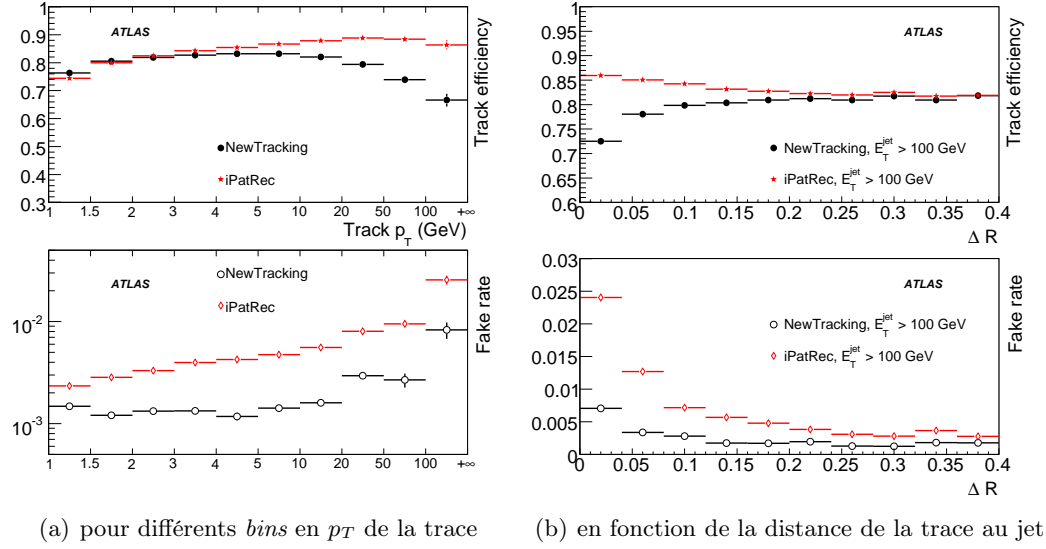 ATLAS
1
0.9
0.8
0.7
0.6
0.5
0.4
0.3
NewTracking
iPatRec
Track efficiency
1 1.5 2 3 4 5 10 20 50 100 +∞
Track p_T (GeV)
ATLAS
NewTracking
iPatRec
10^-2
10^-3
Fake rate
1 1.5 2 3 4 5 10 20 50 100 +∞
(a) pour différents bins en p_T de la trace
ATLAS
1
0.95
0.9
0.85
0.8
0.75
0.7
0.65
0.6
NewTracking, E_T^jet > 100 GeV
iPatRec, E_T^jet > 100 GeV
Track efficiency
0 0.05 0.1 0.15 0.2 0.25 0.3 0.35 0.4
Δ R
ATLAS
0.03
0.025
0.02
0.015
0.01
0.005
0
NewTracking, E_T^jet > 100 GeV
iPatRec, E_T^jet > 100 GeV
Fake rate
0 0.05 0.1 0.15 0.2 0.25 0.3 0.35 0.4
Δ R
(b) en fonction de la distance de la trace au jet